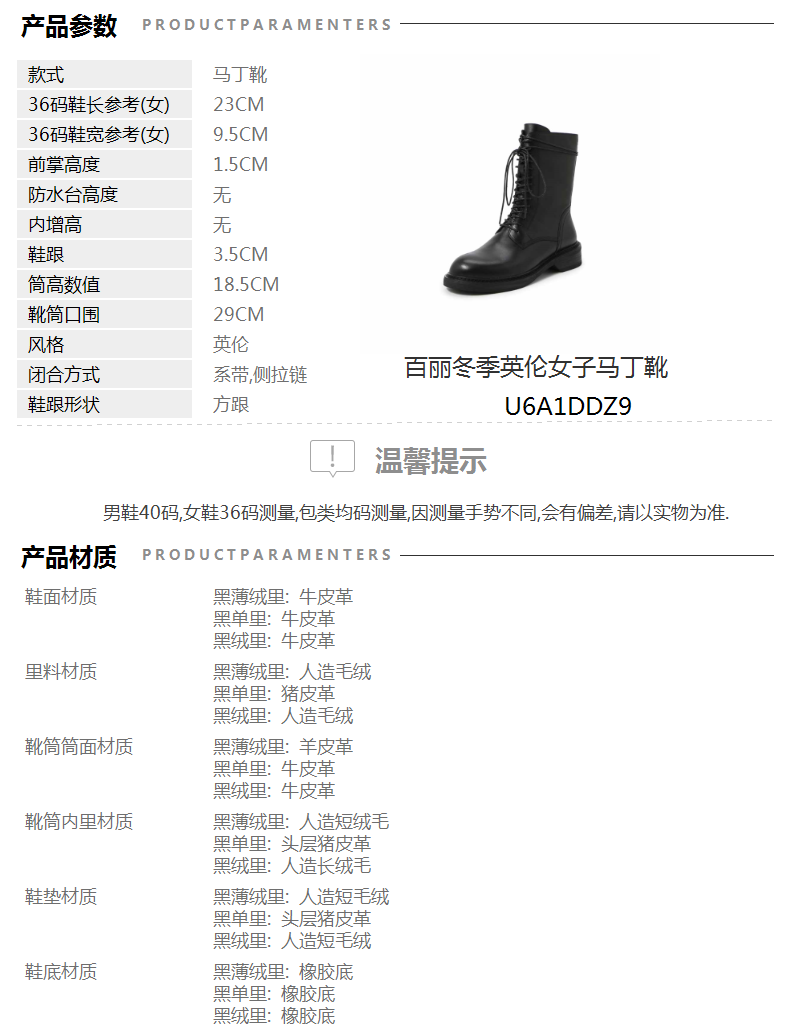 产品参数 PRODUCTPARAMENTERS
款式 马丁靴
36码鞋长参考(女) 23CM
36码鞋宽参考(女) 9.5CM
前掌高度 1.5CM
防水台高度 无
内增高 无
鞋跟 3.5CM
筒高数值 18.5CM
靴筒口围 29CM
风格 英伦
闭合方式 系带,侧拉链
鞋跟形状 方跟
百丽冬季英伦女子马丁靴
U6A1DDZ9
! 温馨提示
男鞋40码,女鞋36码测量,包类均码测量,因测量手势不同,会有偏差,请以实物为准.
产品材质 PRODUCTPARAMENTERS
鞋面材质 黑薄绒里: 牛皮革
黑单里: 牛皮革
黑绒里: 牛皮革
里料材质 黑薄绒里: 人造毛绒
黑单里: 猪皮革
黑绒里: 人造毛绒
靴筒筒面材质 黑薄绒里: 羊皮革
黑单里: 牛皮革
黑绒里: 牛皮革
靴筒内里材质 黑薄绒里: 人造短绒毛
黑单里: 头层猪皮革
黑绒里: 人造长绒毛
鞋垫材质 黑薄绒里: 人造短毛绒
黑单里: 头层猪皮革
黑绒里: 人造短毛绒
鞋底材质 黑薄绒里: 橡胶底
黑单里: 橡胶底
黑绒里: 橡胶底